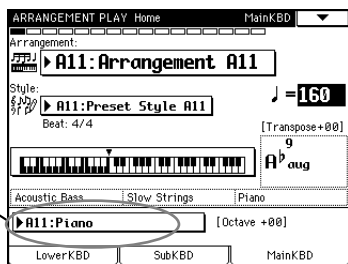 ARRANGEMENT PLAY Home MainKBD
Arrangement:
A11:Arrangement A11
Style:
A11:Preset Style A11
♩=160
Beat: 4/4
[Transpose+00]
9
A♭aug
Acoustic Bass Slow Strings Piano
A11:Piano [Octave +00]
LowerKBD SubKBD MainKBD